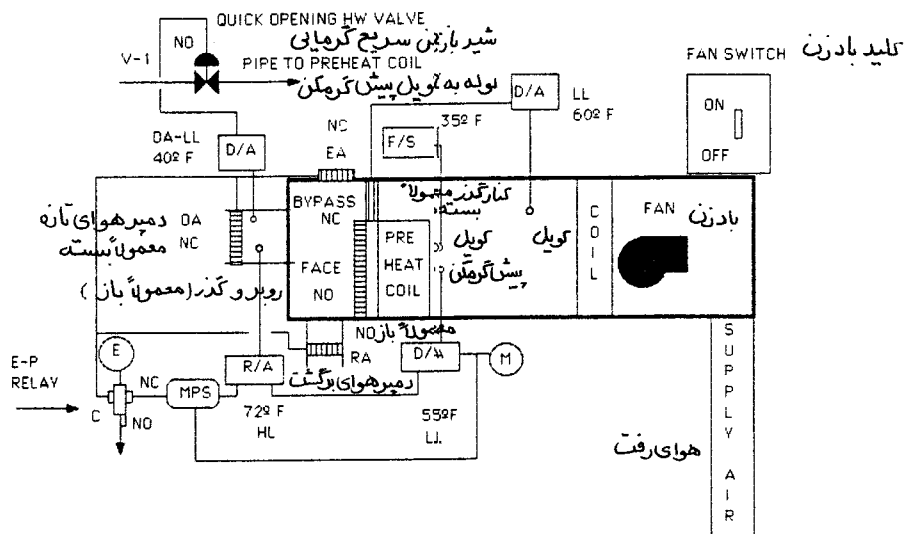 QUICK OPENING HW VALVE
NO
شیر بازکن سریع گرمایی
V-1
PIPE TO PREHEAT COIL
لوله به کویل پیش گرمکن
FAN SWITCH
کلید بادزن
ON
OFF
D/A
LL
60º F
35º F
F/S
NC
EA
OA-LL
40º F
D/A
BYPASS
NC
کنارگذر معمولاً
بسته
OA
NC
دمپر هوای تازه
معمولاً بسته
PRE
HEAT
COIL
کویل
پیش گرمکن
کویل
COIL
FAN
بادزن
FACE
NO
روبرو گذر (معمولاً باز)
NO
معمولاً باز
RA
دمپر هوای برگشت
E
E-P
RELAY
NC
C
NO
MPS
R/A
72º F
HL
D/A
55º F
LL
M
SUPPLY AIR
هوای رفت